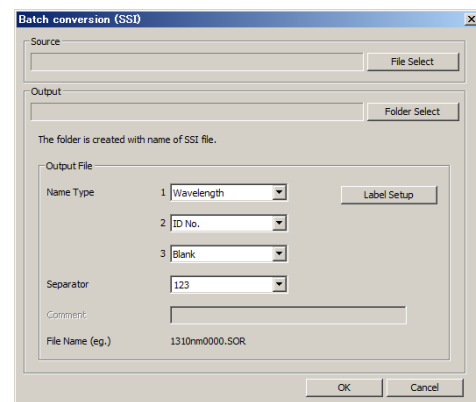 Batch conversion (SSI)
Source
File Select
Output
Folder Select
The folder is created with name of SSI file.
Output File
Name Type 1 Wavelength Label Setup
2 ID No.
3 Blank
Separator 123
Comment
File Name (eg.) 1310nm0000.SOR
OK Cancel